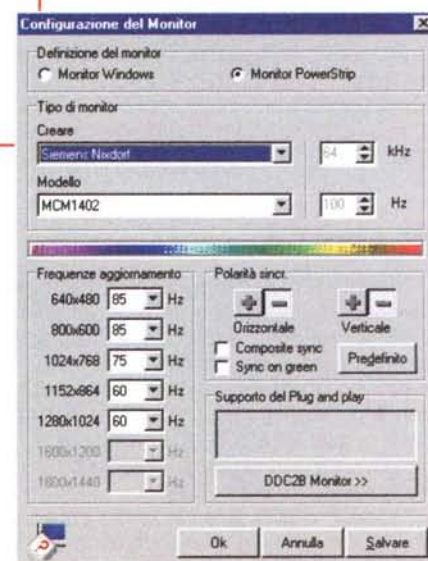 Configurazione del Monitor
Definizione del monitor
Monitor Windows
Monitor PowerStrip
Tipo di monitor
Creare
Siemens Nixdorf
64 kHz
Modello
MCM1402
100 Hz
Frequenze aggiornamento
640x480 85 Hz
800x600 85 Hz
1024x768 75 Hz
1152x864 60 Hz
1280x1024 60 Hz
1600x1200 Hz
1800x1440 Hz
Polarità sincr.
+ − + −
Orizzontale Verticale
Composite sync
Sync on green
Predefinito
Supporto del Plug and play
DDC2B Monitor >>
Ok Annulla Salvare